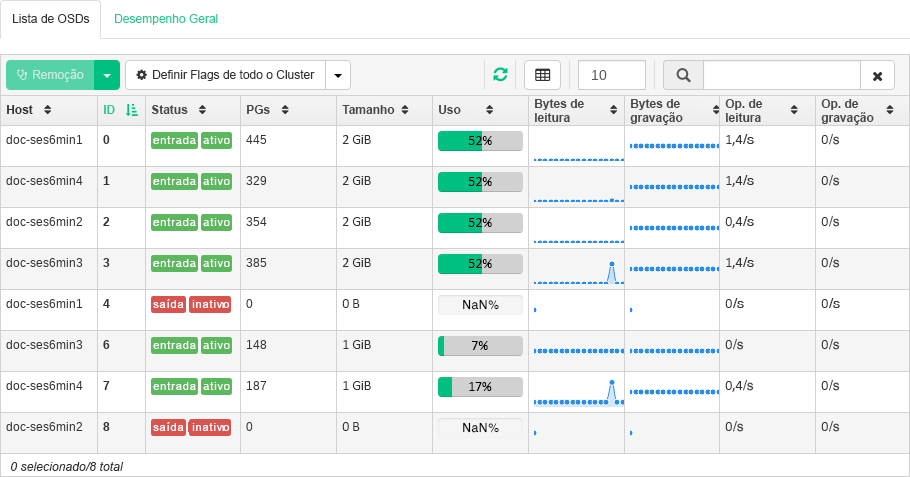 Lista de OSDs Desempenho Geral
Remoção Definir Flags de todo o Cluster 10
Host ID Status PGs Tamanho Uso Bytes de leitura Bytes de gravação Op. de leitura Op. de gravação
doc-ses6min1 0 entrada ativo 445 2 GiB 52% 1,4/s 0/s
doc-ses6min4 1 entrada ativo 329 2 GiB 52% 1,4/s 0/s
doc-ses6min2 2 entrada ativo 354 2 GiB 52% 0,4/s 0/s
doc-ses6min3 3 entrada ativo 385 2 GiB 52% 1,4/s 0/s
doc-ses6min1 4 saída inativo 0 0 B NaN% 0/s 0/s
doc-ses6min3 6 entrada ativo 148 1 GiB 7% 0/s 0/s
doc-ses6min4 7 entrada ativo 187 1 GiB 17% 0,4/s 0/s
doc-ses6min2 8 saída inativo 0 0 B NaN% 0/s 0/s
0 selecionado/8 total